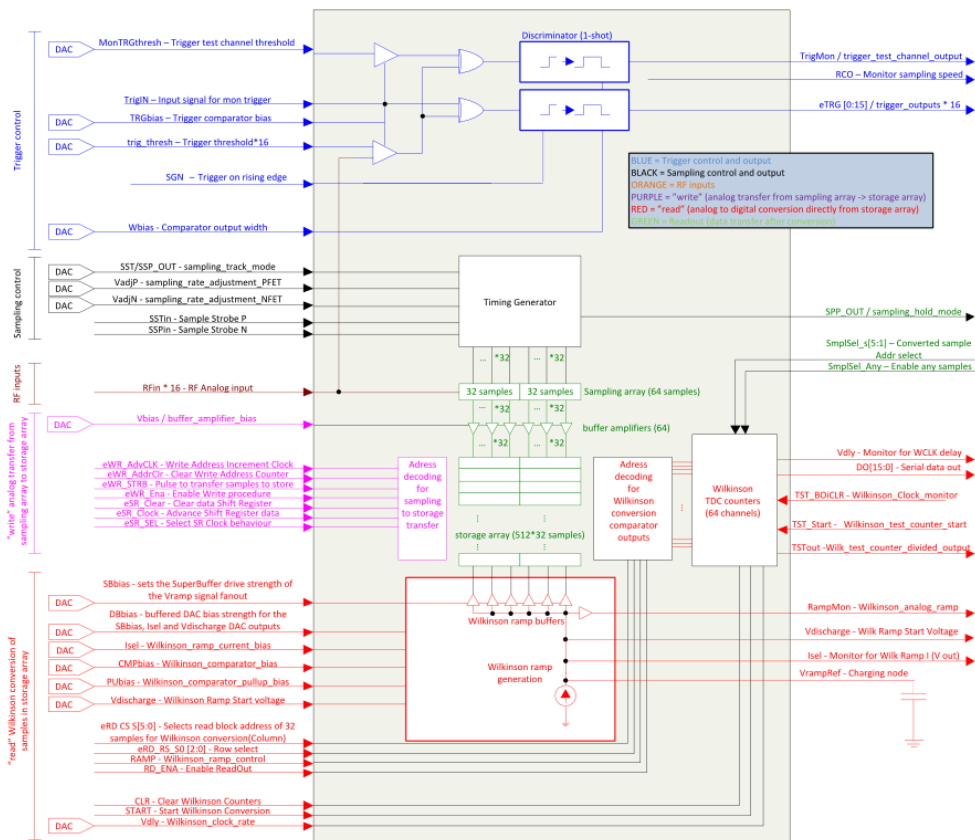 Trigger control
DAC
MonTRGthresh – Trigger test channel threshold
TrigIN – Input signal for mon trigger
DAC
TRGbias – Trigger comparator bias
DAC
trig_thresh – Trigger threshold*16
SGN – Trigger on rising edge
DAC
Wbias - Comparator output width
Discriminator (1-shot)
TrigMon / trigger_test_channel_output
RCO – Monitor sampling speed
eTRG [0:15] / trigger_outputs * 16
BLUE = Trigger control and output
BLACK = Sampling control and output
ORANGE = RF inputs
PURPLE = "write" (analog transfer from sampling array -> storage array)
RED = "read" (analog to digital conversion directly from storage array)
GREEN = Readout (data transfer after conversion)
Sampling control
DAC
SST/SSP_OUT - sampling_track_mode
DAC
VadjP - sampling_rate_adjustment_PFET
DAC
VadjN - sampling_rate_adjustment_NFET
SSTin - Sample Strobe P
SSPin - Sample Strobe N
Timing Generator
SPP_OUT / sampling_hold_mode
SmplSel_s[5:1] – Converted sample
Addr select
SmplSel_Any – Enable any samples
RF inputs
RFin * 16 - RF Analog input
... *32 ... *32
32 samples 32 samples
Sampling array (64 samples)
... *32 ... *32
buffer amplifiers (64)
... *32 ... *32
"write" analog transfer from
sampling array to storage array
DAC
Vbias / buffer_amplifier_bias
eWR_AdvCLK - Write Address Increment Clock
eWR_AddrClr - Clear Write Address Counter
eWR_STRB - Pulse to transfer samples to store
eWR_Ena - Enable Write procedure
eSR_Clear - Clear data Shift Register
eSR_Clock - Advance Shift Register data
eSR_SEL - Select SR Clock behaviour
Adress
decoding
for
sampling
to storage
transfer
storage array (512*32 samples)
Adress
decoding
for
Wilkinson
conversion
comparator
outputs
Wilkinson
TDC counters
(64 channels)
Vdly - Monitor for WCLK delay
DO[15:0] - Serial data out
TST_BOiCLR - Wilkinson_Clock_monitor
TST_Start - Wilkinson_test_counter_start
TSTout -Wilk_test_counter_divided_output
"read" Wilkinson conversion of
samples in storage array
SBbias - sets the SuperBuffer drive strength of
the Vramp signal fanout
DAC
DBbias - buffered DAC bias strength for the
SBbias, Isel and Vdischarge DAC outputs
DAC
Isel – Wilkinson_ramp_current_bias
DAC
CMPbias - Wilkinson_comparator_bias
DAC
PUbias - Wilkinson_comparator_pullup_bias
DAC
Vdischarge – Wilkinson Ramp Start voltage
DAC
eRD CS S[5:0] - Selects read block address of 32
samples for Wilkinson conversion(Column)
eRD_RS_S0 [2:0] - Row select
RAMP - Wilkinson_ramp_control
RD_ENA - Enable ReadOut
CLR - Clear Wilkinson Counters
START - Start Wilkinson Conversion
DAC
Vdly – Wilkinson_clock_rate
Wilkinson ramp buffers
Wilkinson ramp
generation
RampMon - Wilkinson_analog_ramp
Vdischarge - Wilk Ramp Start Voltage
Isel - Monitor for Wilk Ramp I (V out)
VrampRef - Charging node